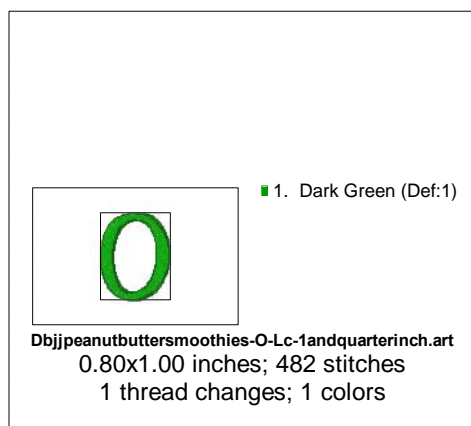 1. Dark Green (Def:1)
O
Dbjjpeanutbuttersmoothies-O-Lc-1andquarterinch.art
0.80x1.00 inches; 482 stitches
1 thread changes; 1 colors